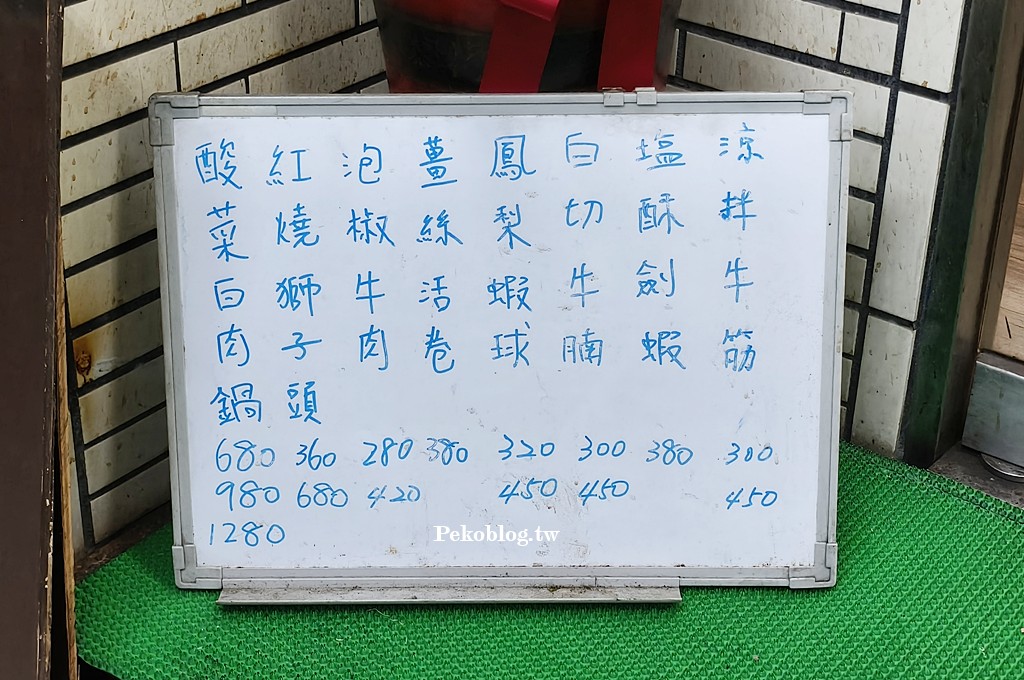 涼拌牛筋 300 450
塩酥劍蝦 380
白切牛腩 300 450
鳳梨蝦球 320 450
薑絲活卷 380
泡椒牛肉 280 420
紅燒獅子頭 360 680
酸菜白肉鍋 680 980 1280
Pekoblog.tw